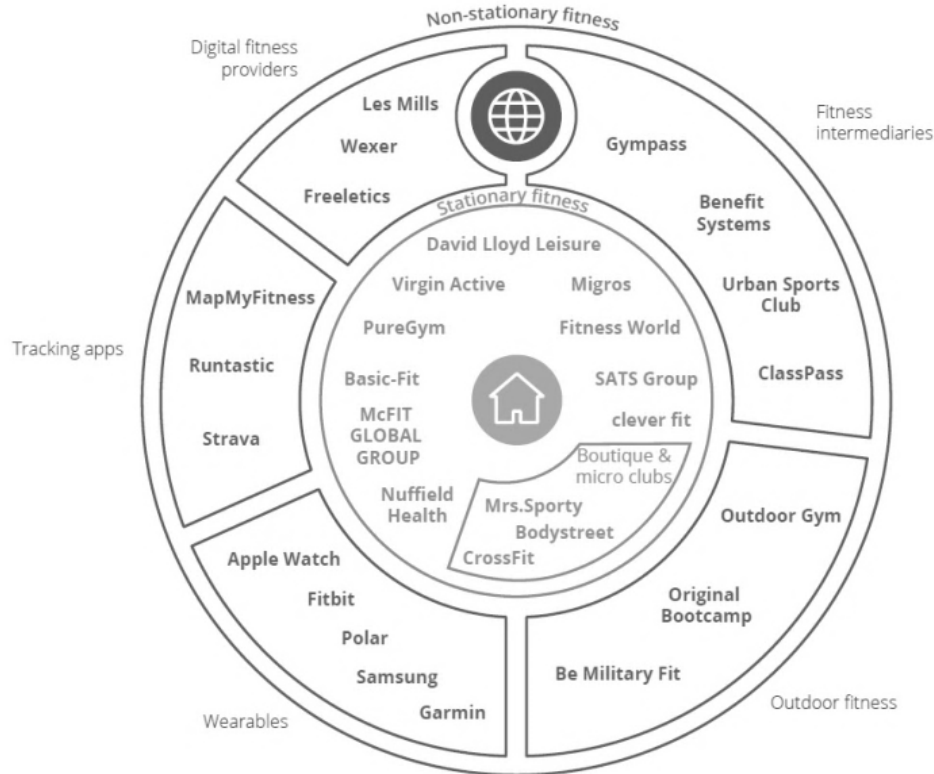 Non-stationary fitness
Digital fitness
providers
Les Mills
Wexer
Freeletics
Fitness
intermediaries
Gympass
Benefit
Systems
Urban Sports
Club
ClassPass
Stationary fitness
David Lloyd Leisure
Virgin Active
Migros
PureGym
Fitness World
Basic-Fit
SATS Group
McFIT
GLOBAL
GROUP
clever fit
Nuffield
Health
Boutique &
micro clubs
Mrs.Sporty
Bodystreet
CrossFit
Tracking apps
MapMyFitness
Runtastic
Strava
Wearables
Apple Watch
Fitbit
Polar
Samsung
Garmin
Outdoor Gym
Original
Bootcamp
Be Military Fit
Outdoor fitness